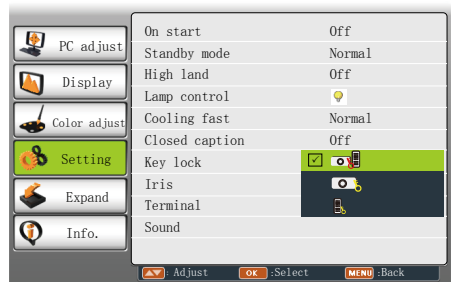 PC adjust
Display
Color adjust
Setting
Expand
Info.
On start Off
Standby mode Normal
High land Off
Lamp control
Cooling fast Normal
Closed caption Off
Key lock
Iris
Terminal
Sound
: Adjust OK :Select MENU :Back